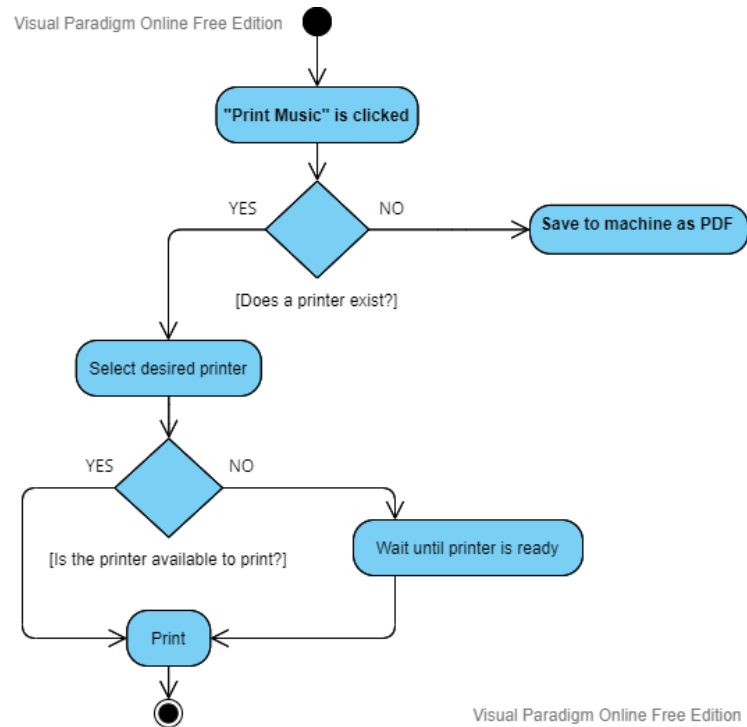 Visual Paradigm Online Free Edition
"Print Music" is clicked
YES
NO
Save to machine as PDF
[Does a printer exist?]
Select desired printer
YES
NO
[Is the printer available to print?]
Wait until printer is ready
Print
Visual Paradigm Online Free Edition